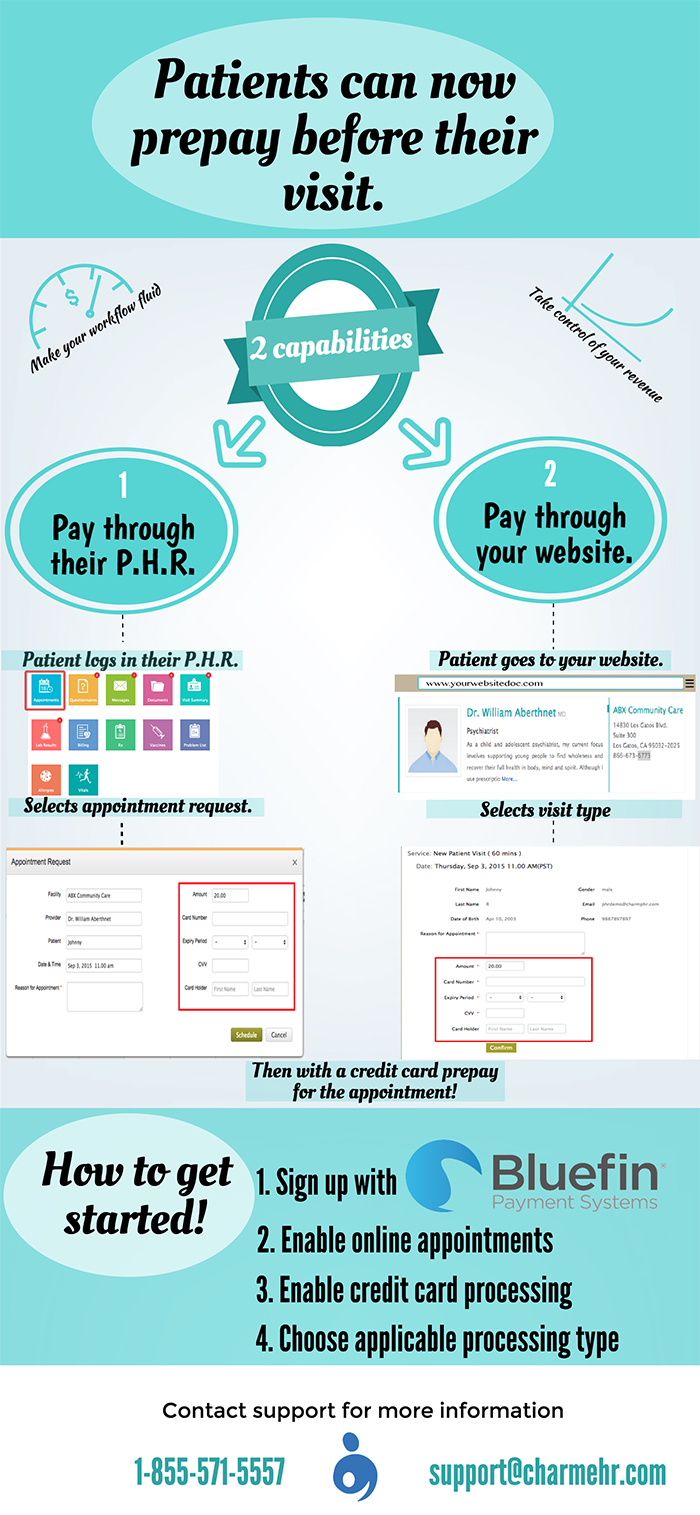 Patients can now
prepay before their
visit.
Make your workflow fluid
2 capabilities
Take control of your revenue
1
Pay through
their P.H.R.
2
Pay through
your website.
Patient logs in their P.H.R.
Appointments
Questionnaire
Messages
Documents
Visit Summary
Lab Results
Billing
Rx
Vaccines
Problem List
Allergies
Vitals
Selects appointment request.
Patient goes to your website.
www.yourwebsitedoc.com
Dr. William Aberthnet MD
Psychiatrist
As a child and adolescent psychiatrist, my current focus
involves supporting young people to find wholeness and
recover their full health in body, mind and spirit. Although I
use prescriptio More...
ABX Community Care
14830 Los Gatos Blvd.
Suite 300
Los Gatos, CA 95032-2025
866-673-6773
Selects visit type
Appointment Request X
Facility ABX Community Care
Provider Dr. William Aberthnet
Patient Johnny
Date & Time Sep 3, 2015 11.00 am
Reason for Appointment *
Amount 20.00
Card Number
Expiry Period - -
CVV
Card Holder First Name Last Name
Schedule Cancel
Service: New Patient Visit ( 60 mins )
Date: Thursday, Sep 3, 2015 11.00 AM(PST)
First Name Johnny Gender male
Last Name R Email phrdemo@charmphr.com
Date of Birth Apr 10, 2003 Phone 9887897897
Reason for Appointment *
Amount * 20.00
Card Number *
Expiry Period * - -
CVV *
Card Holder First Name Last Name
Confirm
Then with a credit card prepay
for the appointment!
How to get
started!
1. Sign up with Bluefin
Payment Systems
2. Enable online appointments
3. Enable credit card processing
4. Choose applicable processing type
Contact support for more information
1-855-571-5557 support@charmehr.com